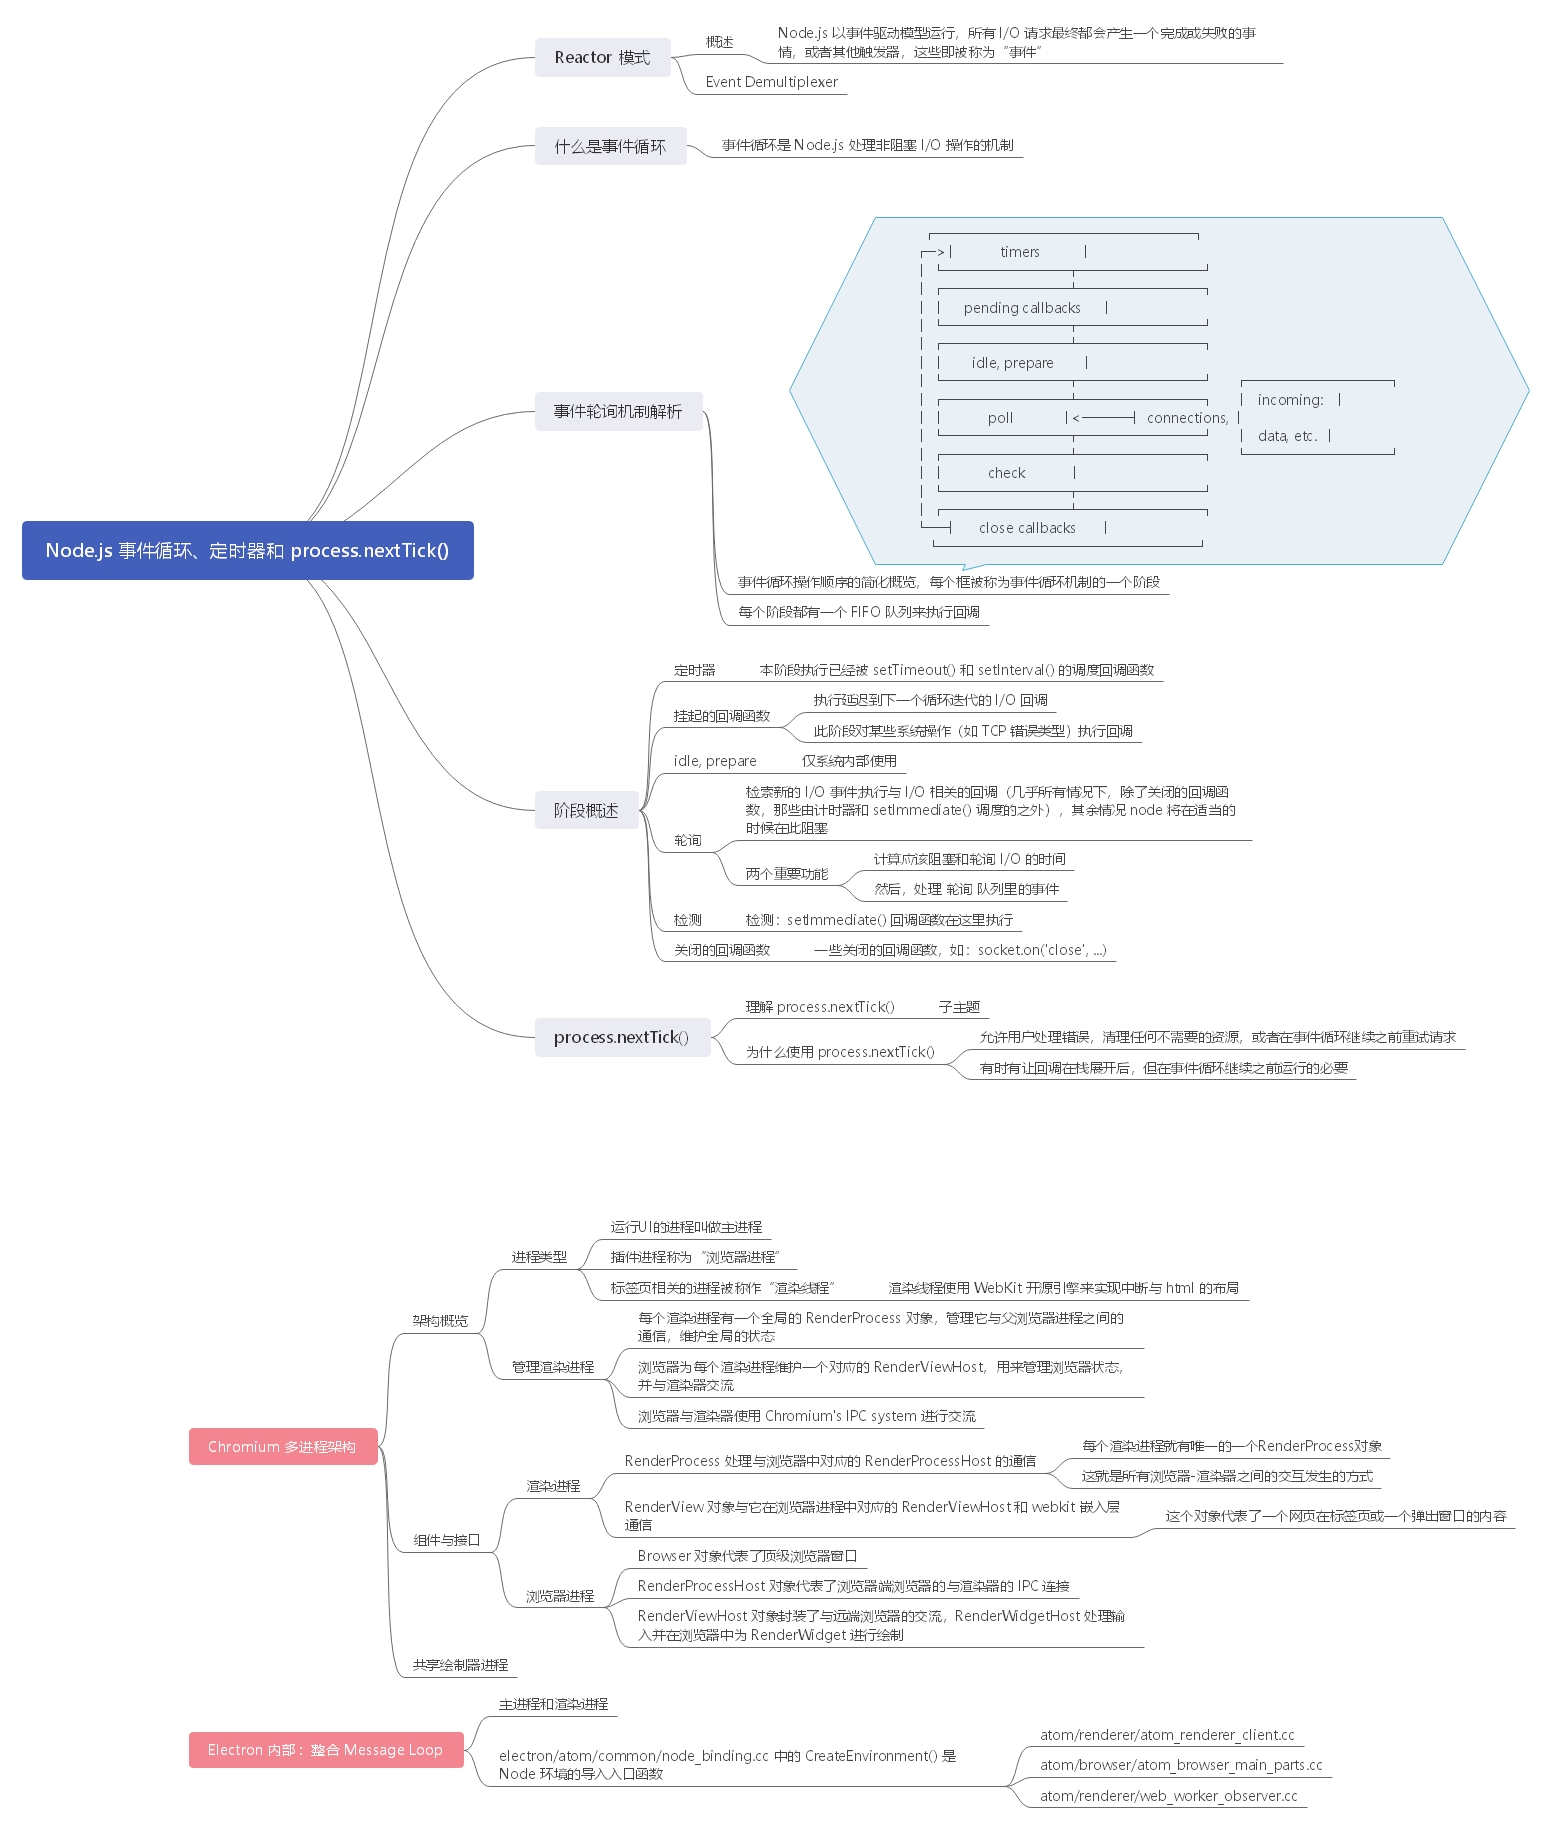 Reactor 模式
概述
Node.js 以事件驱动模型运行，所有 I/O 请求最终都会产生一个完成或失败的事
情，或者其他触发器，这些即被称为“事件”
Event Demultiplexer
什么是事件循环
事件循环是 Node.js 处理非阻塞 I/O 操作的机制
事件轮询机制解析
timers
pending callbacks
idle, prepare
incoming:
poll
connections,
data, etc.
check
close callbacks
事件循环操作顺序的简化概览，每个框被称为事件循环机制的一个阶段
每个阶段都有一个 FIFO 队列来执行回调
Node.js 事件循环、定时器和 process.nextTick()
阶段概述
定时器
本阶段执行已经被 setTimeout() 和 setInterval() 的调度回调函数
挂起的回调函数
执行延迟到下一个循环迭代的 I/O 回调
此阶段对某些系统操作（如 TCP 错误类型）执行回调
idle, prepare
仅系统内部使用
轮询
检索新的 I/O 事件;执行与 I/O 相关的回调（几乎所有情况下，除了关闭的回调函
数，那些由计时器和 setImmediate() 调度的之外），其余情况 node 将在适当的
时候在此阻塞
两个重要功能
计算应该阻塞和轮询 I/O 的时间
然后，处理 轮询 队列里的事件
检测
检测：setImmediate() 回调函数在这里执行
关闭的回调函数
一些关闭的回调函数，如：socket.on('close', ...)
process.nextTick()
理解 process.nextTick()
子主题
为什么使用 process.nextTick()
允许用户处理错误，清理任何不需要的资源，或者在事件循环继续之前重试请求
有时有让回调在栈展开后，但在事件循环继续之前运行的必要
Chromium 多进程架构
架构概览
进程类型
运行UI的进程叫做主进程
插件进程称为“浏览器进程”
标签页相关的进程被称作“渲染线程”
渲染线程使用 WebKit 开源引擎来实现中断与 html 的布局
管理渲染进程
每个渲染进程有一个全局的 RenderProcess 对象，管理它与父浏览器进程之间的
通信，维护全局的状态
浏览器为每个渲染进程维护一个对应的 RenderViewHost，用来管理浏览器状态，
并与渲染器交流
浏览器与渲染器使用 Chromium's IPC system 进行交流
组件与接口
渲染进程
RenderProcess 处理与浏览器中对应的 RenderProcessHost 的通信
每个渲染进程就有唯一的一个RenderProcess对象
这就是所有浏览器-渲染器之间的交互发生的方式
RenderView 对象与它在浏览器进程中对应的 RenderViewHost 和 webkit 嵌入层
通信
这个对象代表了一个网页在标签页或一个弹出窗口的内容
浏览器进程
Browser 对象代表了顶级浏览器窗口
RenderProcessHost 对象代表了浏览器端浏览器的与渲染器的 IPC 连接
RenderViewHost 对象封装了与远端浏览器的交流，RenderWidgetHost 处理输
入并在浏览器中为 RenderWidget 进行绘制
共享绘制器进程
Electron 内部：整合 Message Loop
主进程和渲染进程
electron/atom/common/node_binding.cc 中的 CreateEnvironment() 是
Node 环境的导入入口函数
atom/renderer/atom_renderer_client.cc
atom/browser/atom_browser_main_parts.cc
atom/renderer/web_worker_observer.cc